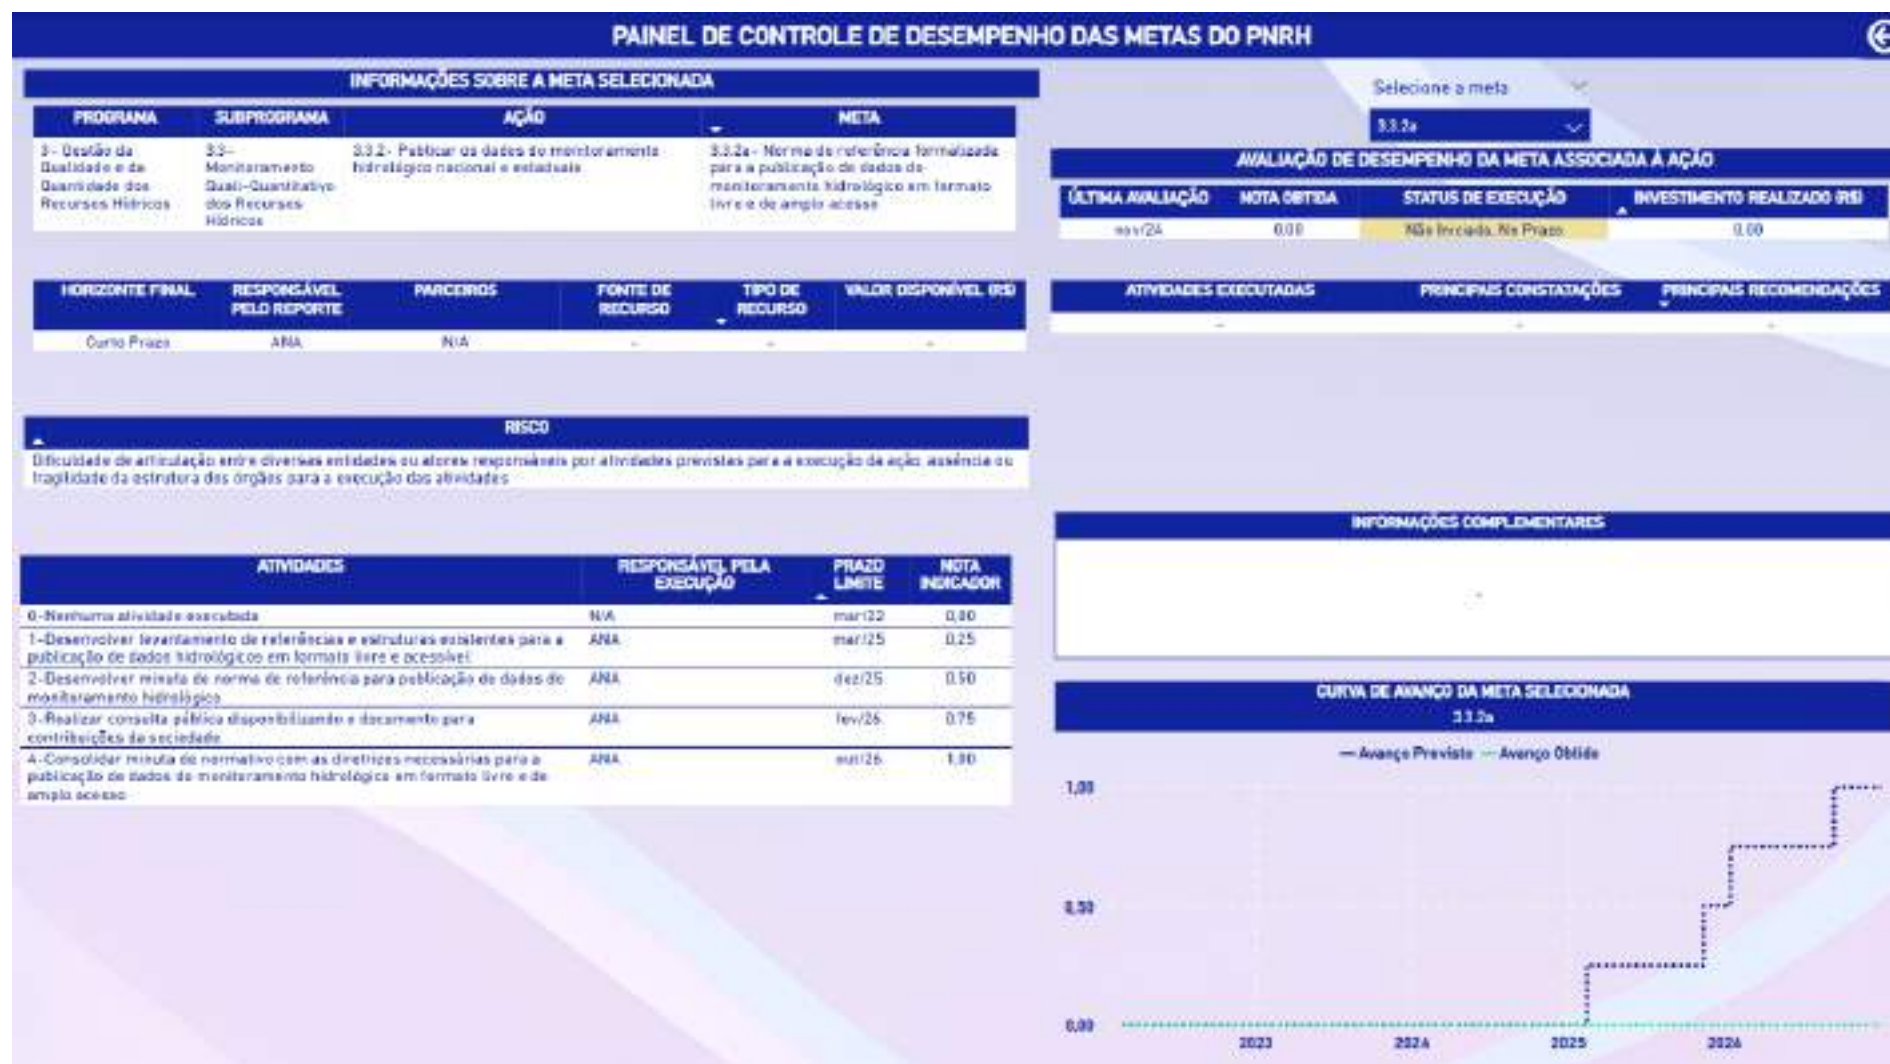 PAINEL DE CONTROLE DE DESEMPENHO DAS METAS DO PNRH
INFORMAÇÕES SOBRE A META SELECIONADA
PROGRAMA SUBPROGRAMA AÇÃO META
3- Gestão da Qualidade e da Quantidade dos Recursos Hídricos
3.3- Monitoramento Quali-Quantitativo dos Recursos Hídricos
3.3.2- Publicar os dados do monitoramento hidrológico nacional e estaduais
3.3.2a- Norma de referência formalizada para a publicação de dados do monitoramento hidrológico em formato livre e de amplo acesso
HORIZONTE FINAL RESPONSÁVEL PELO REPORTE PARCEIROS FONTE DE RECURSO TIPO DE RECURSO VALOR DISPONÍVEL (R$)
Curto Prazo ANA N/A - - -
RISCO
Dificuldade de articulação entre diversas entidades ou atores responsáveis por atividades previstas para a execução da ação; ausência ou
fragilidade da estrutura dos órgãos para a execução das atividades
ATIVIDADES RESPONSÁVEL PELA EXECUÇÃO PRAZO LIMITE NOTA INDICADOR
0-Nenhuma atividade executada N/A mar/22 0,00
1-Desenvolver levantamento de referências e estruturas existentes para a ANA mar/25 0,25
publicação de dados hidrológicos em formato livre e acessível
2-Desenvolver minuta de norma de referência para publicação de dados do ANA dez/25 0,50
monitoramento hidrológico
3-Realizar consulta pública disponibilizando o documento para ANA fev/26 0,75
contribuições da sociedade
4-Consolidar minuta de normativo com as diretrizes necessárias para a ANA out/26 1,00
publicação de dados do monitoramento hidrológico em formato livre e de
amplo acesso
Selecione a meta
3.3.2a
AVALIAÇÃO DE DESEMPENHO DA META ASSOCIADA À AÇÃO
ÚLTIMA AVALIAÇÃO NOTA OBTIDA STATUS DE EXECUÇÃO INVESTIMENTO REALIZADO (R$)
nov/24 0,00 Não Iniciada, No Prazo 0,00
ATIVIDADES EXECUTADAS PRINCIPAIS CONSTATAÇÕES PRINCIPAIS RECOMENDAÇÕES
- - -
INFORMAÇÕES COMPLEMENTARES
-
CURVA DE AVANÇO DA META SELECIONADA
3.3.2a
Avanço Previsto Avanço Obtido
1,00
0,50
0,00
2023 2024 2025 2026